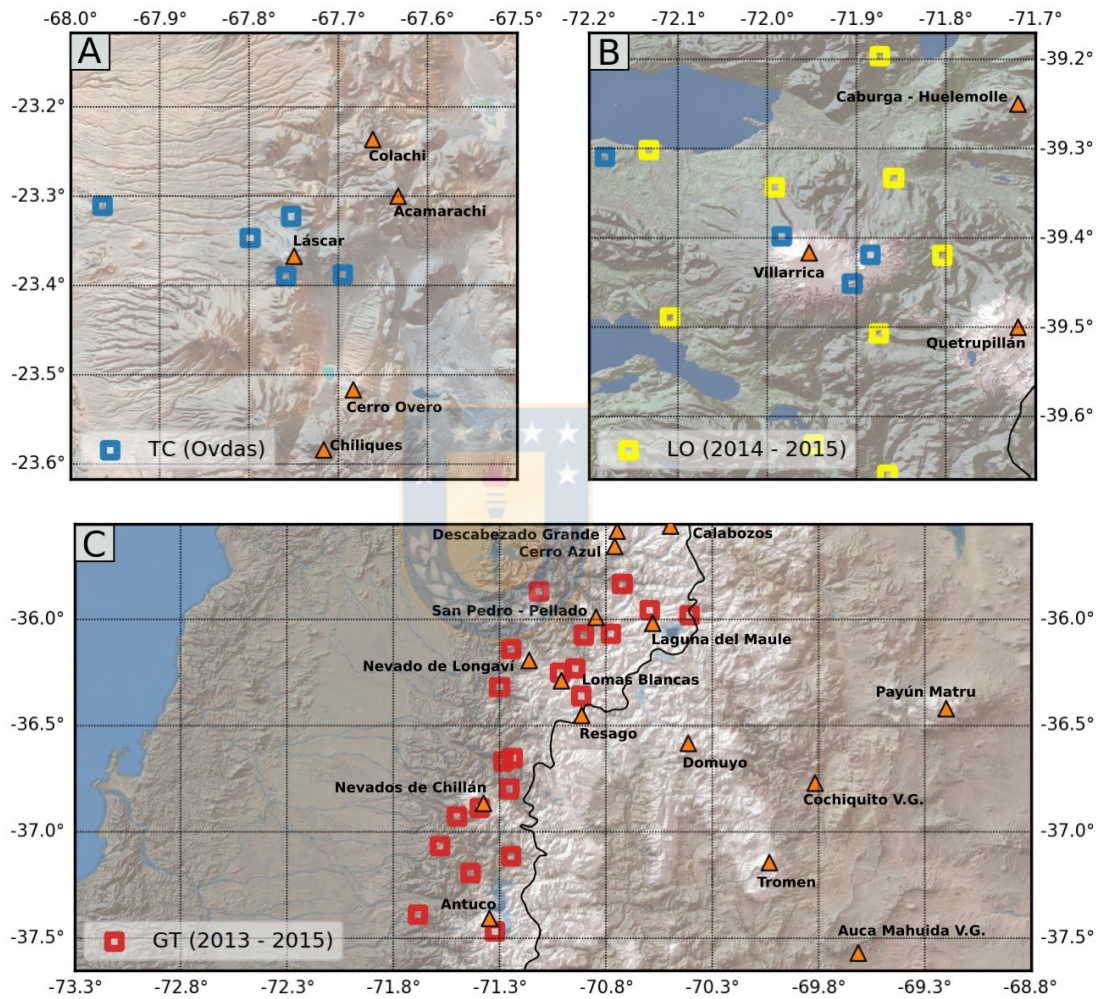 -68.0° -67.9° -67.8° -67.7° -67.6° -67.5°
-72.2° -72.1° -72.0° -71.9° -71.8° -71.7°
A
-23.2°
-23.3°
-23.4°
-23.5°
-23.6°
Colachi
Acamarachi
Láscar
Cerro Overo
Chiliques
TC (Ovdas)
B
-39.2°
-39.3°
-39.4°
-39.5°
-39.6°
Caburga - Huelemolle
Villarrica
Quetrupillán
LO (2014 - 2015)
C
Descabezado Grande
Calabozos
Cerro Azul
-36.0°
San Pedro - Pellado
Laguna del Maule
Nevado de Longaví
Lomas Blancas
Payún Matru
-36.5°
-36.0°
-36.5°
-37.0°
-37.5°
Resago
Domuyo
Nevados de Chillán
Cochiquito V.G.
-37.0°
Tromen
Antuco
Auca Mahuida V.G.
-37.5°
GT (2013 - 2015)
-73.3° -72.8° -72.3° -71.8° -71.3° -70.8° -70.3° -69.8° -69.3° -68.8°